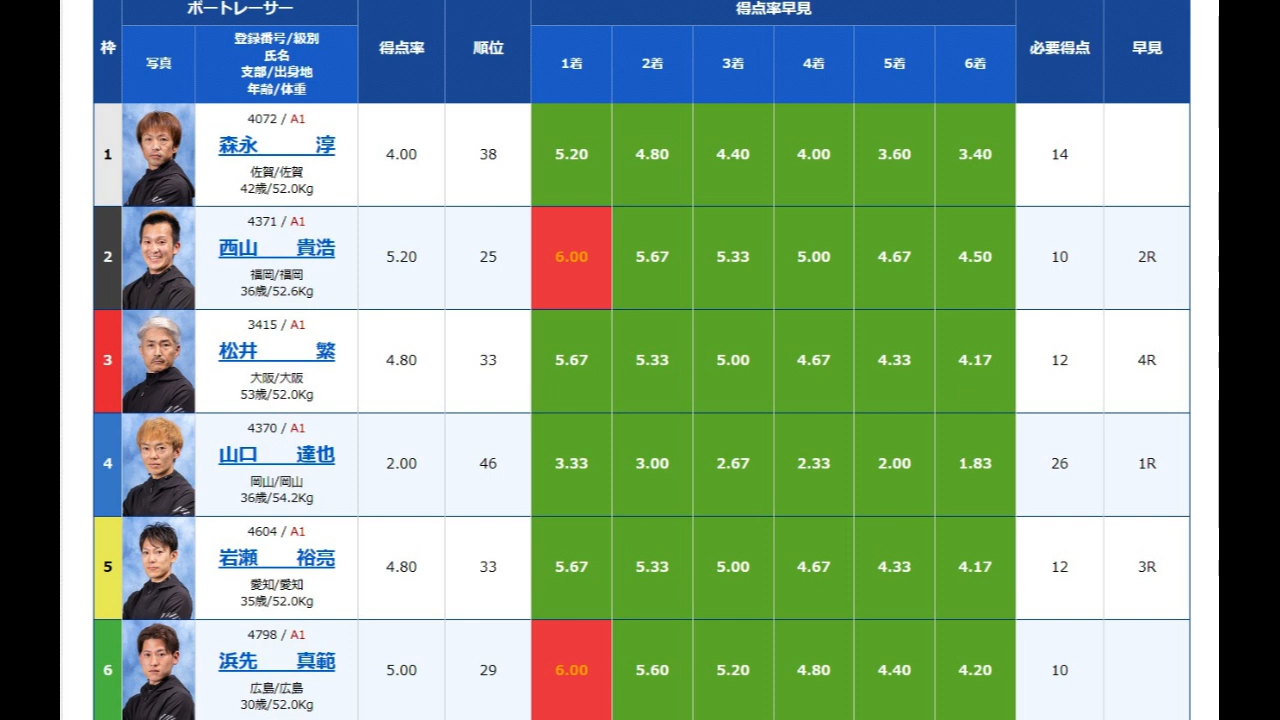 ボートレーサー 得点率早見
枠 写真 登録番号/級別 得点率 順位 1着 2着 3着 4着 5着 6着 必要得点 早見
氏名
支部/出身地
年齢/体重
4072 / A1
1 森永 淳 4.00 38 5.20 4.80 4.40 4.00 3.60 3.40 14
佐賀/佐賀
42歳/52.0Kg
4371 / A1
2 西山 貴浩 5.20 25 6.00 5.67 5.33 5.00 4.67 4.50 10 2R
福岡/福岡
36歳/52.6Kg
3415 / A1
3 松井 繁 4.80 33 5.67 5.33 5.00 4.67 4.33 4.17 12 4R
大阪/大阪
53歳/52.0Kg
4370 / A1
4 山口 達也 2.00 46 3.33 3.00 2.67 2.33 2.00 1.83 26 1R
岡山/岡山
36歳/54.2Kg
4604 / A1
5 岩瀬 裕亮 4.80 33 5.67 5.33 5.00 4.67 4.33 4.17 12 3R
愛知/愛知
35歳/52.0Kg
4798 / A1
6 浜先 真範 5.00 29 6.00 5.60 5.20 4.80 4.40 4.20 10
広島/広島
30歳/52.0Kg